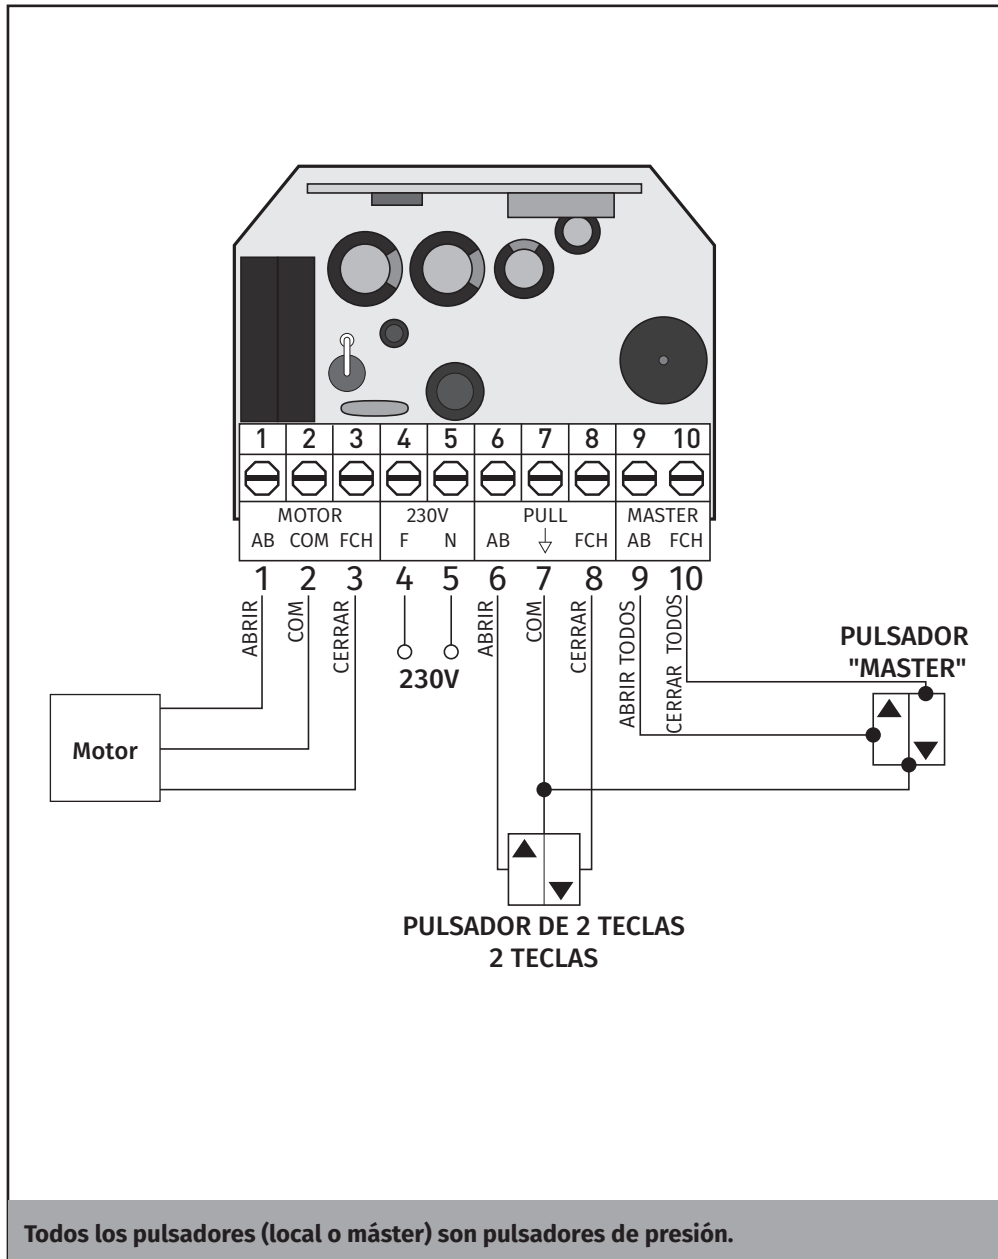 1 2 3 4 5 6 7 8 9 10
MOTOR 230V PULL MASTER
AB COM FCH F N AB FCH AB FCH
1 2 3 4 5 6 7 8 9 10
ABRIR
COM
CERRAR
230V
ABRIR
COM
CERRAR
ABRIR TODOS
CERRAR TODOS
PULSADOR
"MASTER"
Motor
PULSADOR DE 2 TECLAS
2 TECLAS
Todos los pulsadores (local o máster) son pulsadores de presión.